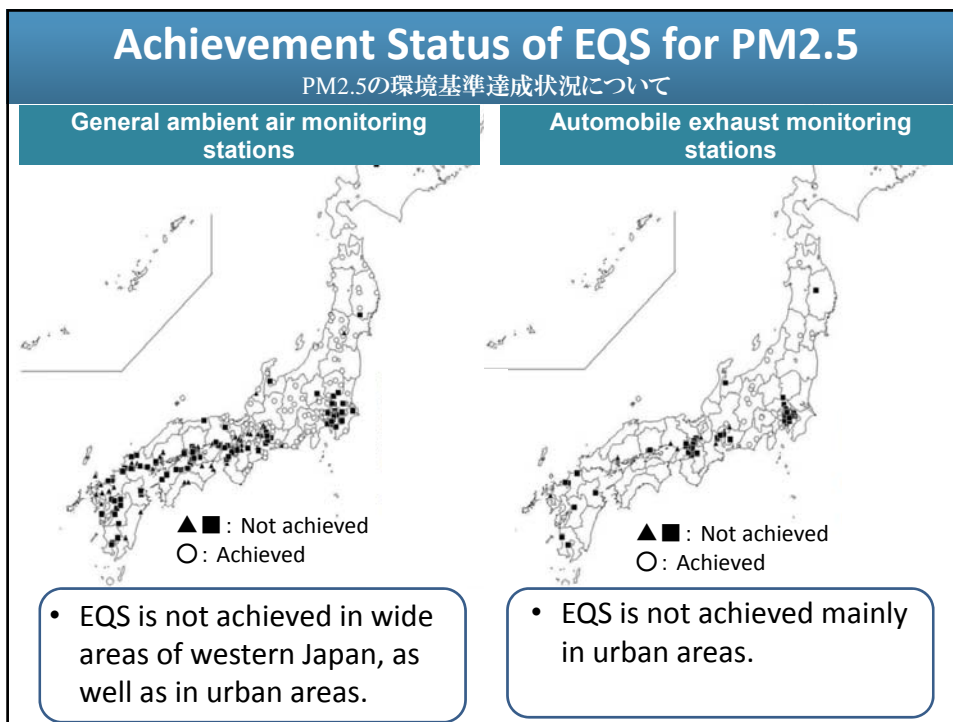 Achievement Status of EQS for PM2.5
PM2.5の環境基準達成状況について
General ambient air monitoring
stations
▲■: Not achieved
○: Achieved
• EQS is not achieved in wide
areas of western Japan, as
well as in urban areas.
Automobile exhaust monitoring
stations
▲■: Not achieved
○: Achieved
• EQS is not achieved mainly
in urban areas.